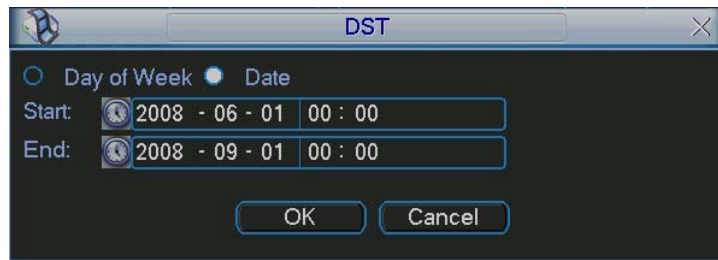 DST
Day of Week Date
Start: 2008 - 06 - 01 00 : 00
End: 2008 - 09 - 01 00 : 00
OK Cancel